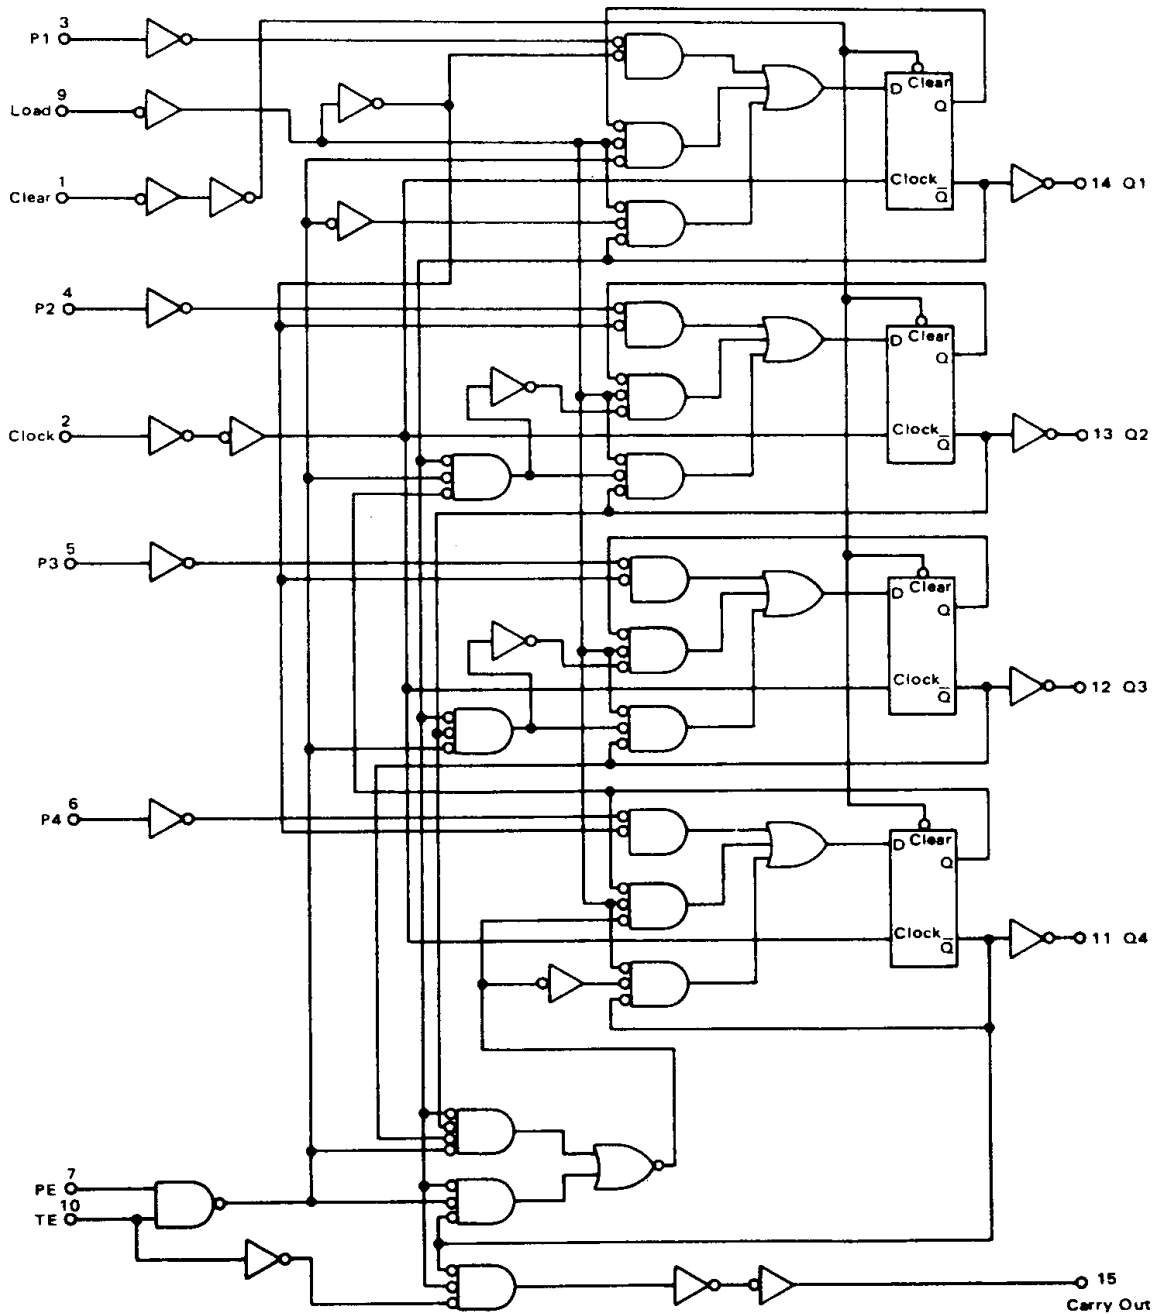 3
P1
9
Load
1
Clear
D Clear
Q
Clock Q
14 Q1
4
P2
D Clear
Q
2
Clock
Clock Q
13 Q2
5
P3
D Clear
Q
Clock Q
12 Q3
6
P4
D Clear
Q
Clock Q
11 Q4
7
PE
10
TE
15
Carry Out